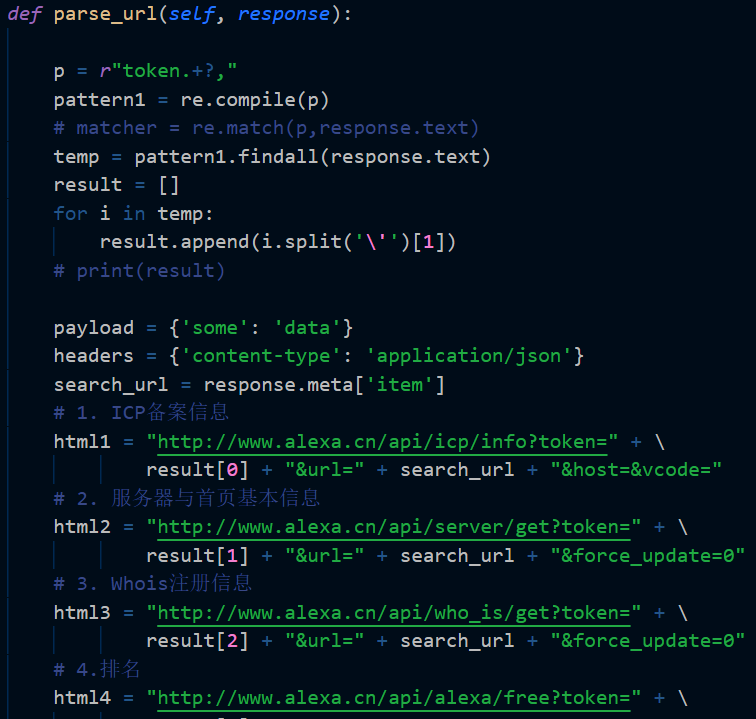 def parse_url(self, response):
p = r"token.+?,"
pattern1 = re.compile(p)
# matcher = re.match(p,response.text)
temp = pattern1.findall(response.text)
result = []
for i in temp:
result.append(i.split('\'')[1])
# print(result)
payload = {'some': 'data'}
headers = {'content-type': 'application/json'}
search_url = response.meta['item']
# 1. ICP备案信息
html1 = "http://www.alexa.cn/api/icp/info?token=" + \
result[0] + "&url=" + search_url + "&host=&vcode="
# 2. 服务器与首页基本信息
html2 = "http://www.alexa.cn/api/server/get?token=" + \
result[1] + "&url=" + search_url + "&force_update=0"
# 3. Whois注册信息
html3 = "http://www.alexa.cn/api/who_is/get?token=" + \
result[2] + "&url=" + search_url + "&force_update=0"
# 4.排名
html4 = "http://www.alexa.cn/api/alexa/free?token=" + \